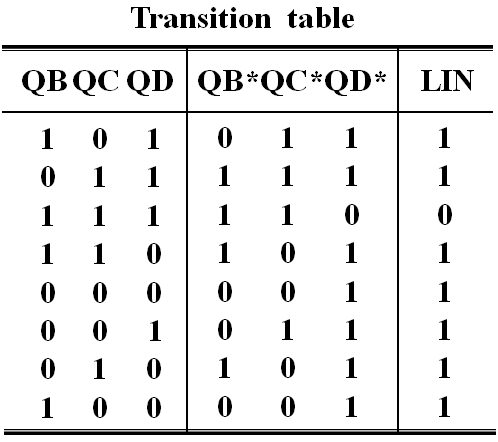 Transition table
QB QC QD QB* QC* QD* LIN
1 0 1 0 1 1 1
0 1 1 1 1 1 1
1 1 1 1 1 0 0
1 1 0 1 0 1 1
0 0 0 0 0 1 1
0 0 1 0 1 1 1
0 1 0 1 0 1 1
1 0 0 0 0 1 1